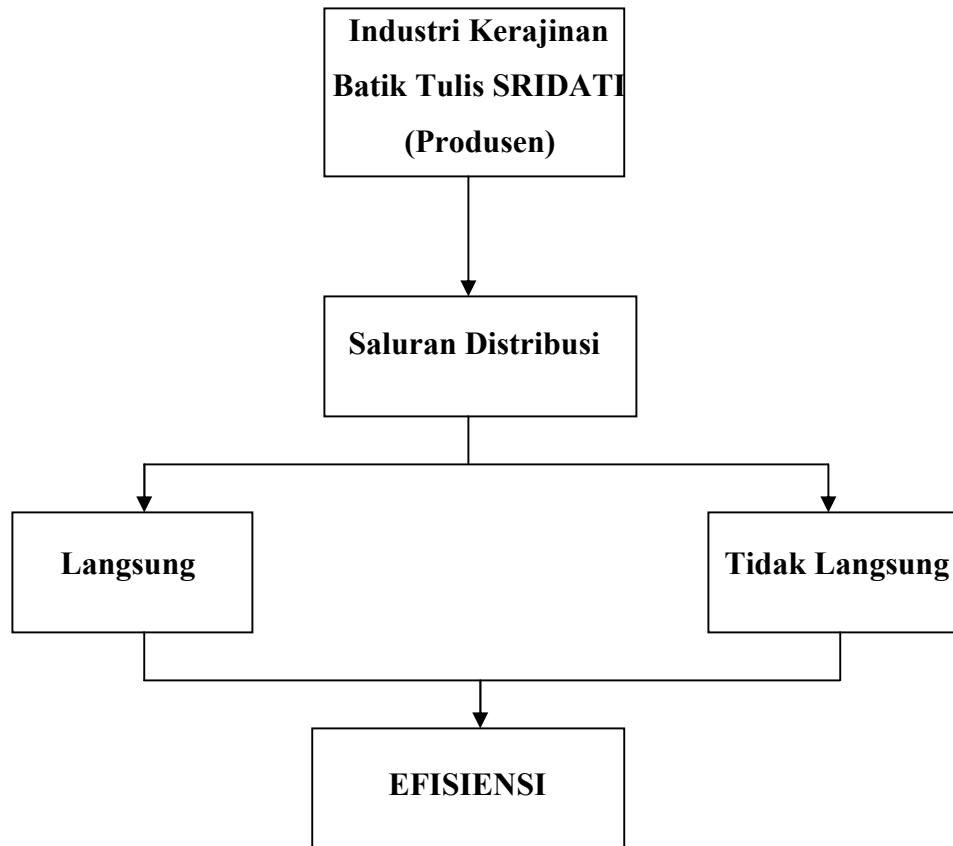 Industri Kerajinan
Batik Tulis SRIDATI
(Produsen)
Saluran Distribusi
Langsung
Tidak Langsung
EFISIENSI